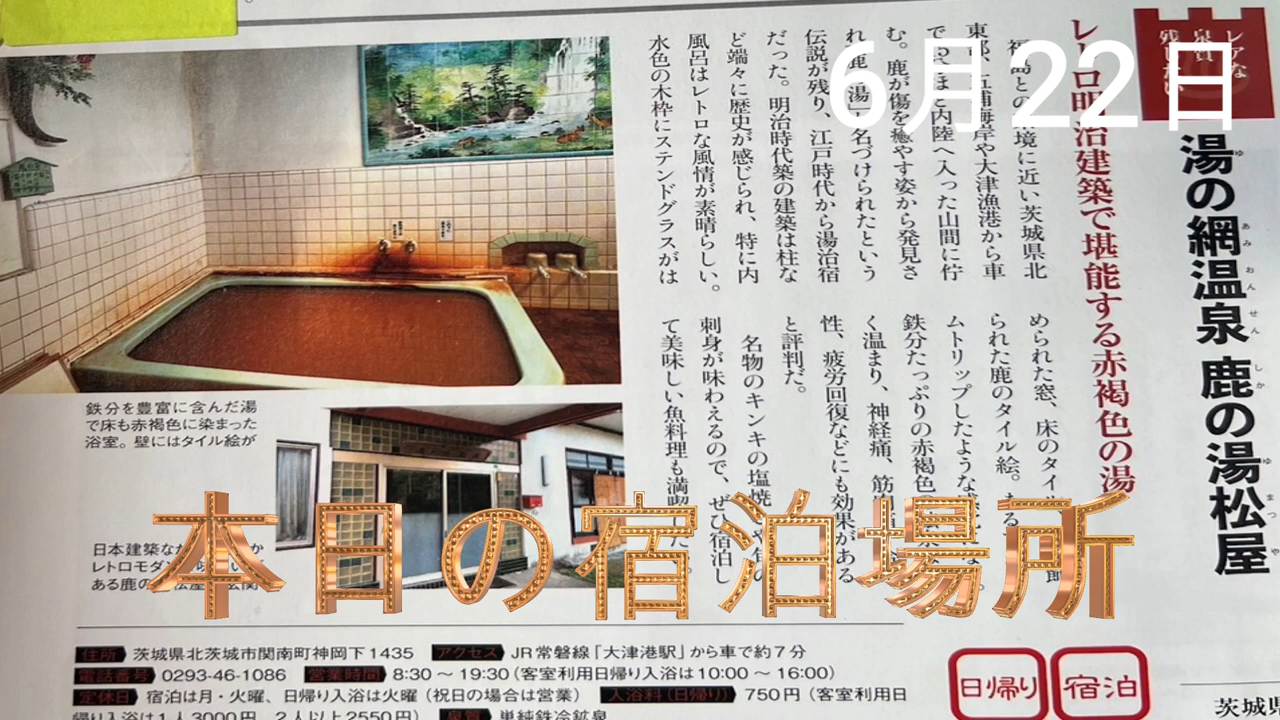 6月22日
レアな
泉質
湯の網温泉 鹿の湯松屋
ゆ あみ おん せん しか ゆ まつ や
レトロ明治建築で堪能する赤褐色の湯
境に近い茨城県北
五浦海岸や大津漁港から車
内陸へ入った山間に佇
む。鹿が傷を癒やす姿から発見さ
名づけられたという
伝説が残り、江戸時代から湯治宿
だった。明治時代築の建築は柱な
ど端々に歴史が感じられ、特に内
風呂はレトロな風情が素晴らしい。
水色の木枠にステンドグラスがは
められた窓、床のタイル
られた鹿のタイル絵。
ムトリップしたような
鉄分たっぷりの赤褐色
く温まり、神経痛、筋
効果がある
性、疲労回復などにも
と評判だ。
名物のキンキの塩焼
刺身が味わえるので、ぜひ宿泊し
て美味しい魚料理も満喫
鉄分を豊富に含んだ湯
で床も赤褐色に染まった
浴室。壁にはタイル絵が
日本建築な
レトロモダ
ある鹿の
本日の宿泊場所
住所 茨城県北茨城市関南町神岡下1435 アクセス JR常磐線「大津港駅」から車で約7分
電話番号 0293-46-1086 営業時間 8:30〜19:30(客室利用日帰り入浴は10:00〜16:00)
定休日 宿泊は月・火曜、日帰り入浴は火曜(祝日の場合は営業) 入浴料(日帰り) 750円(客室利用日
帰り入浴は1人3000円、2人以上2550円) 泉質 単純鉄冷鉱泉
日帰り 宿泊
茨城県